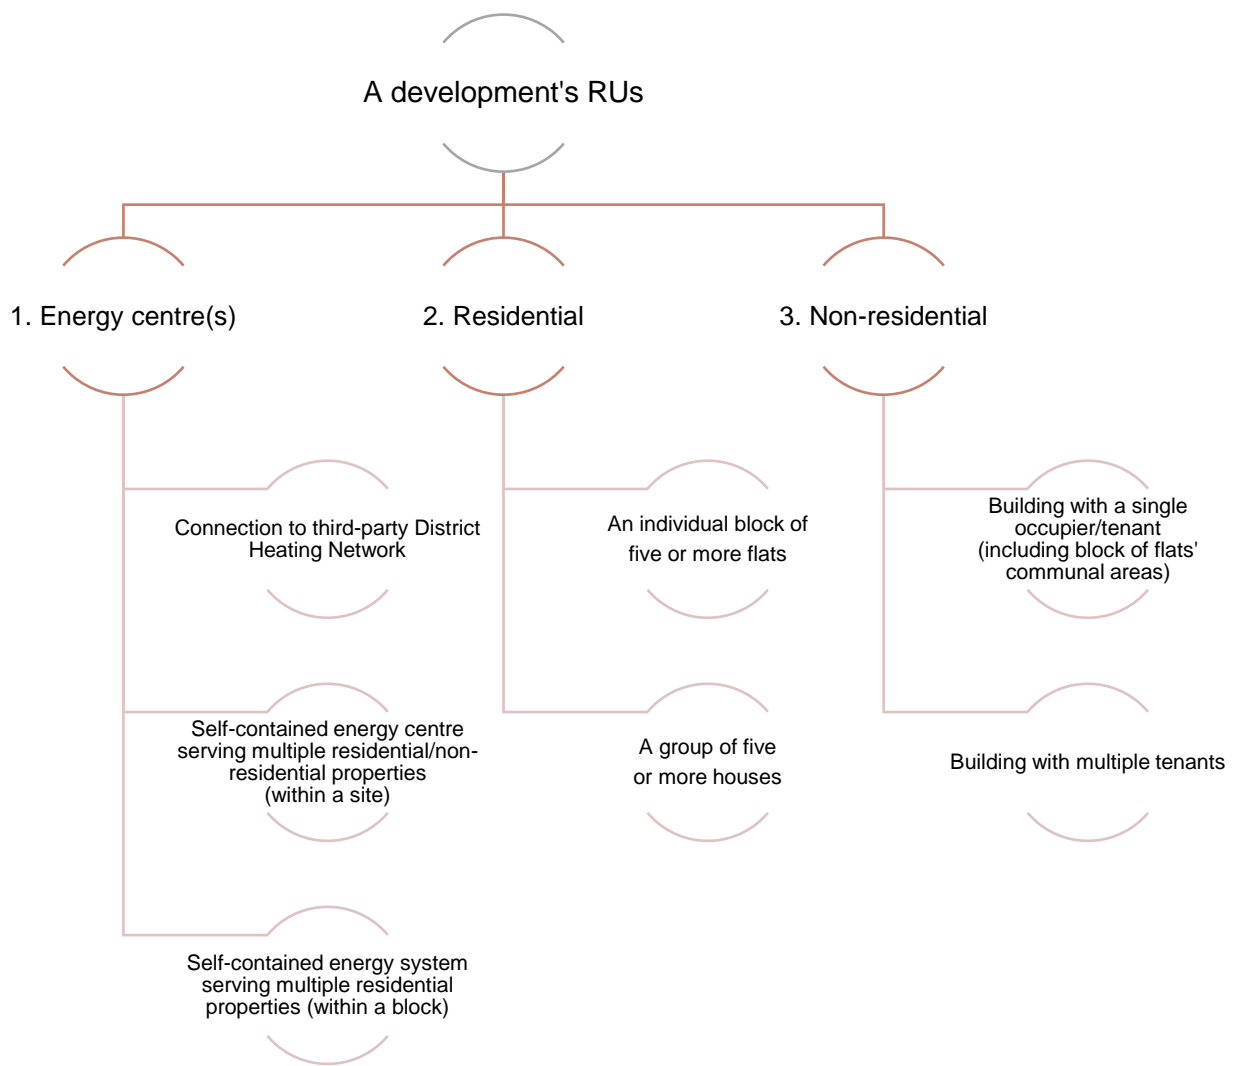 A development's RUs
1. Energy centre(s)
2. Residential
3. Non-residential
Connection to third-party District
Heating Network
An individual block of
five or more flats
Building with a single
occupier/tenant
(including block of flats'
communal areas)
Self-contained energy centre
serving multiple residential/non-
residential properties
(within a site)
A group of five
or more houses
Building with multiple tenants
Self-contained energy system
serving multiple residential
properties (within a block)